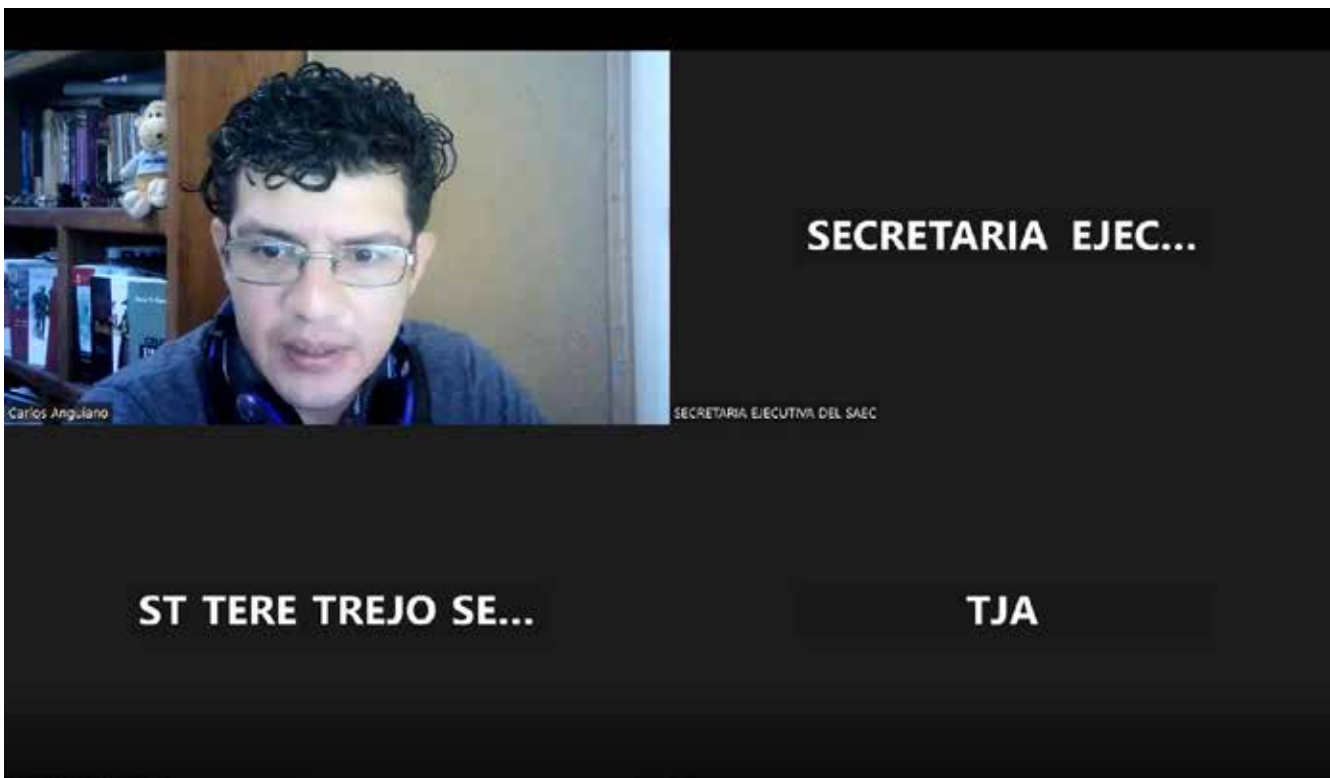 SECRETARIA EJEC...
Carlos Anguiano
SECRETARIA EJECUTIVA DEL SAEC
ST TERE TREJO SE...
TJA